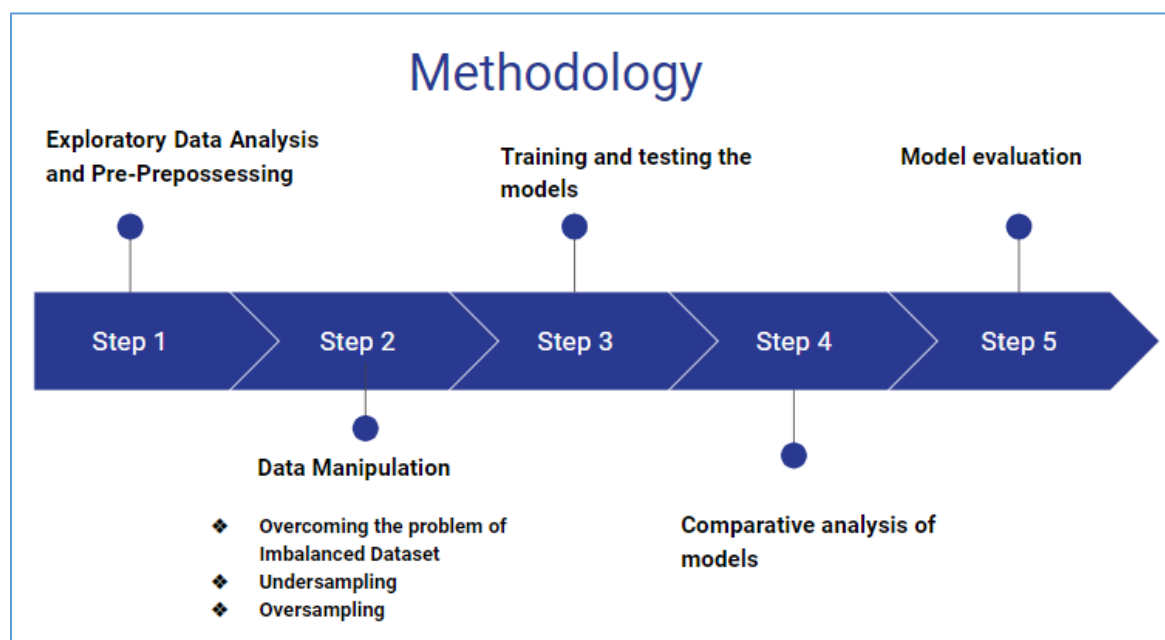 Methodology
Exploratory Data Analysis
and Pre-Prepossessing
Training and testing the
models
Model evaluation
Step 1
Step 2
Step 3
Step 4
Step 5
Data Manipulation
❖ Overcoming the problem of
Imbalanced Dataset
❖ Undersampling
❖ Oversampling
Comparative analysis of
models